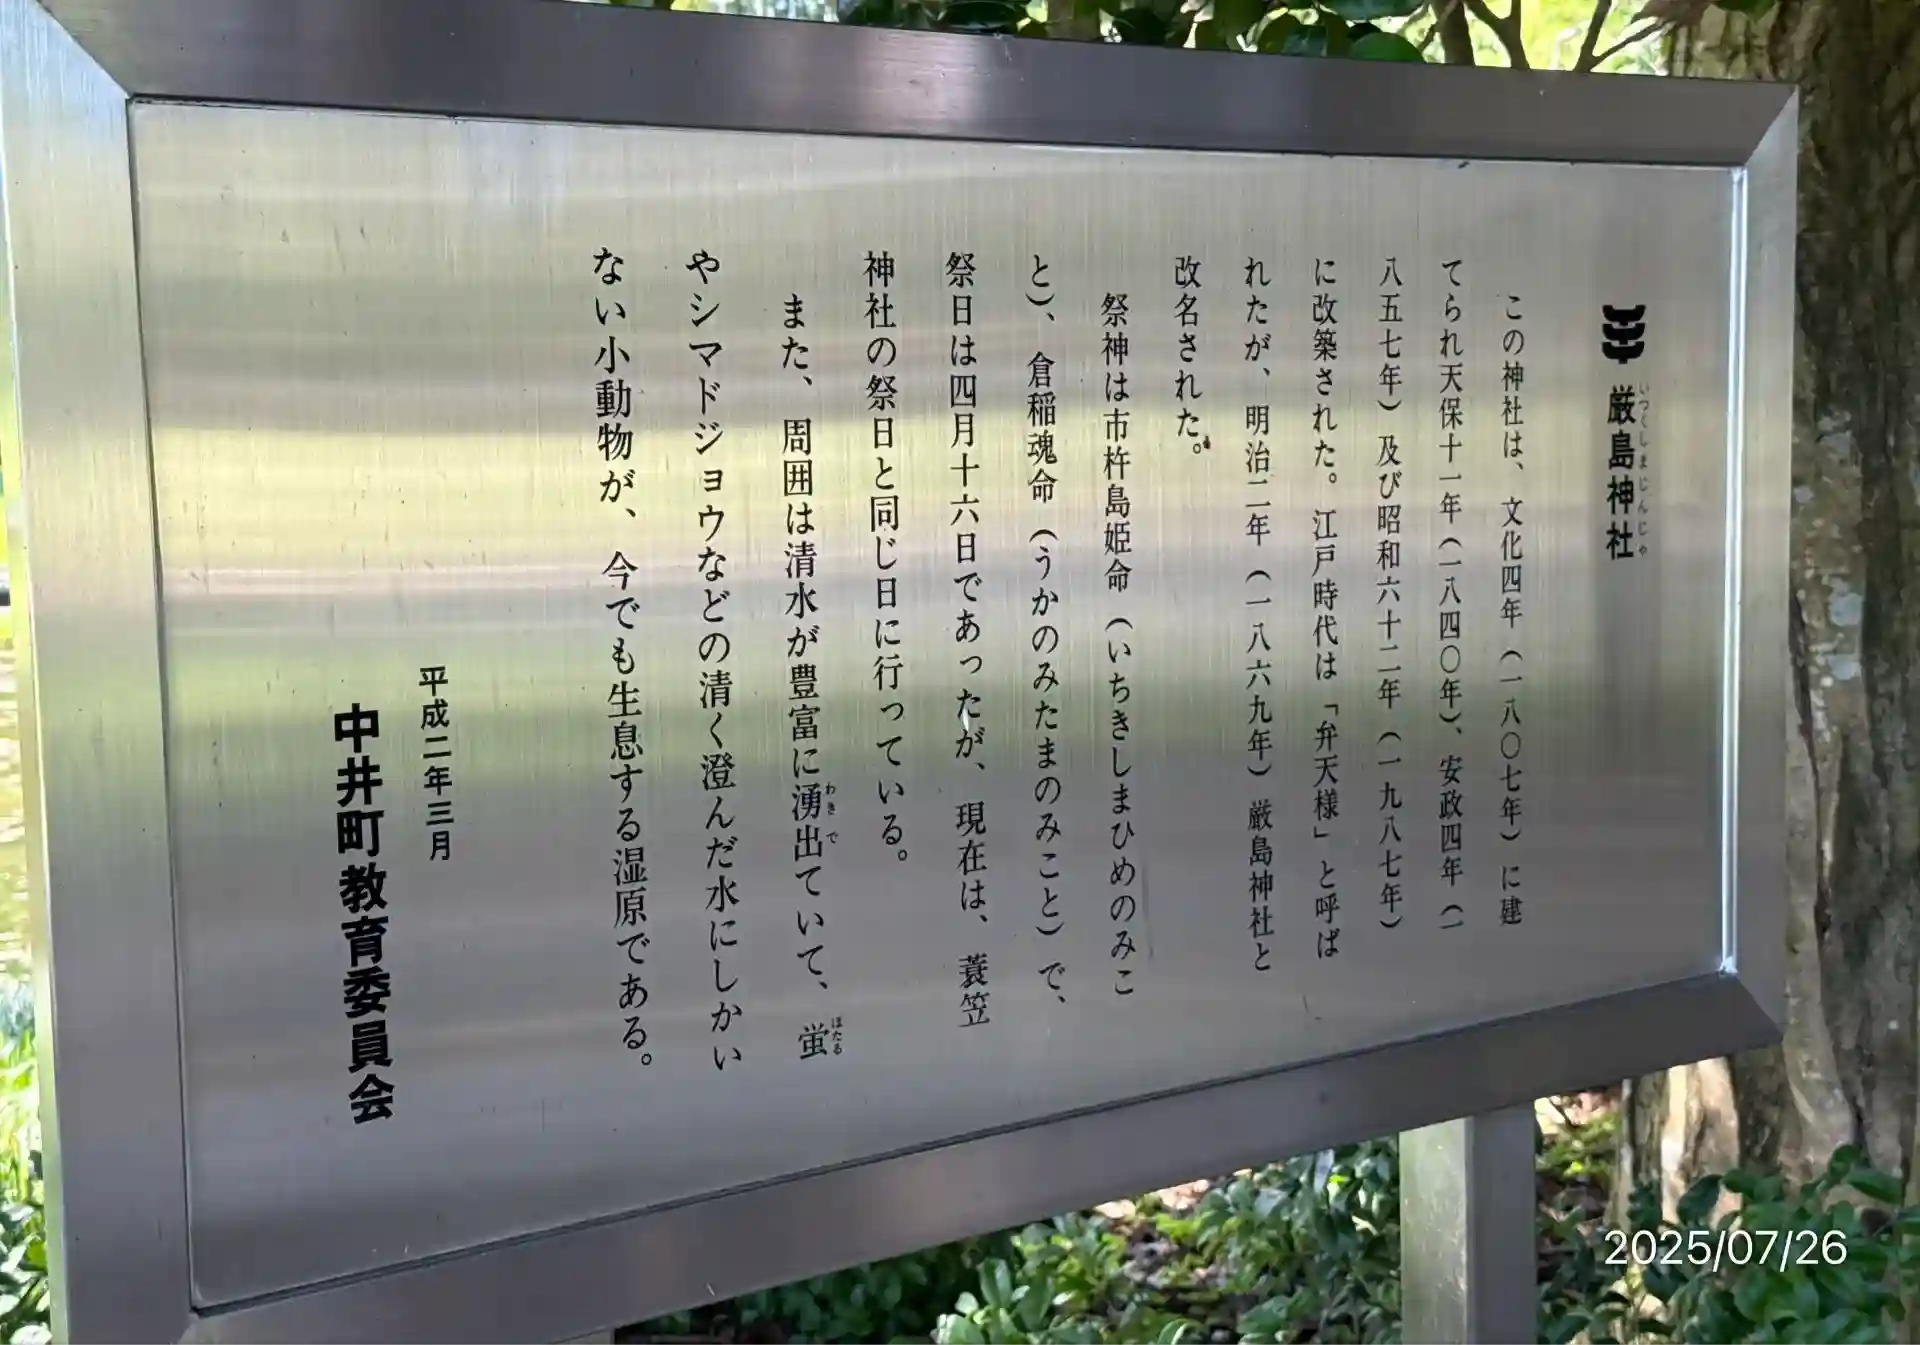 厳島神社
いつくしまじんじゃ
この神社は、文化四年(一八〇七年)に建
てられ天保十一年(一八四〇年)、安政四年(一
八五七年)及び昭和六十二年(一九八七年)
に改築された。江戸時代は「弁天様」と呼ば
れたが、明治二年(一八六九年)厳島神社と
改名された。
祭神は市杵島姫命(いちきしまひめのみこ
と)、倉稲魂命(うかのみたまのみこと)で、
祭日は四月十六日であったが、現在は、蓑笠
神社の祭日と同じ日に行っている。
また、周囲は清水が豊富に湧出ていて、蛍
わきで
ほたる
やシマドジョウなどの清く澄んだ水にしかい
ない小動物が、今でも生息する湿原である。
平成二年三月
中井町教育委員会
2025/07/26